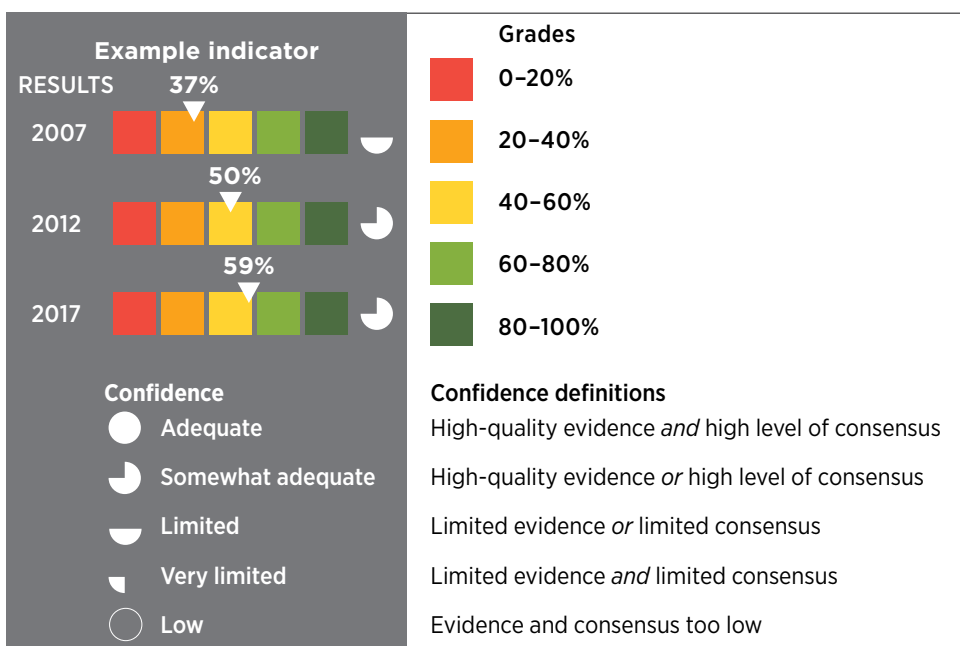 Example indicator
RESULTS 37%
2007
50%
2012
59%
2017
Grades
0–20%
20–40%
40–60%
60–80%
80–100%
Confidence
Confidence definitions
Adequate
High-quality evidence and high level of consensus
Somewhat adequate
High-quality evidence or high level of consensus
Limited
Limited evidence or limited consensus
Very limited
Limited evidence and limited consensus
Low
Evidence and consensus too low